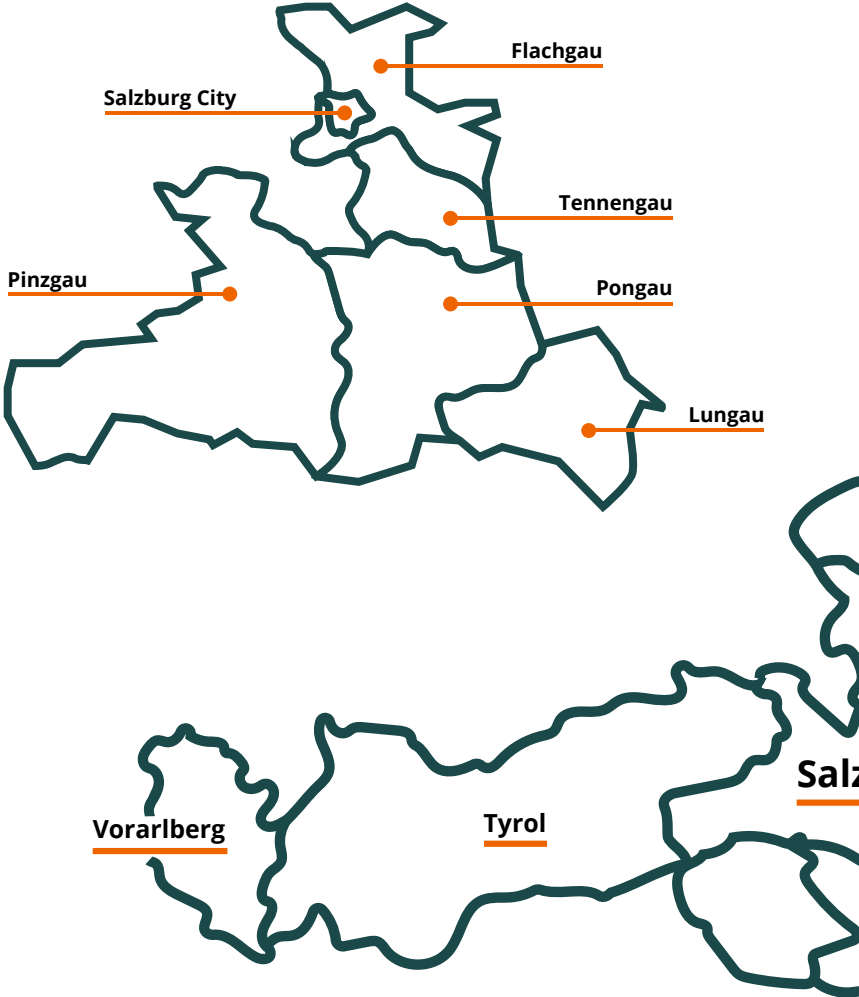 Flachgau
Salzburg City
Tennengau
Pinzgau
Pongau
Lungau
Salz
Tyrol
Vorarlberg